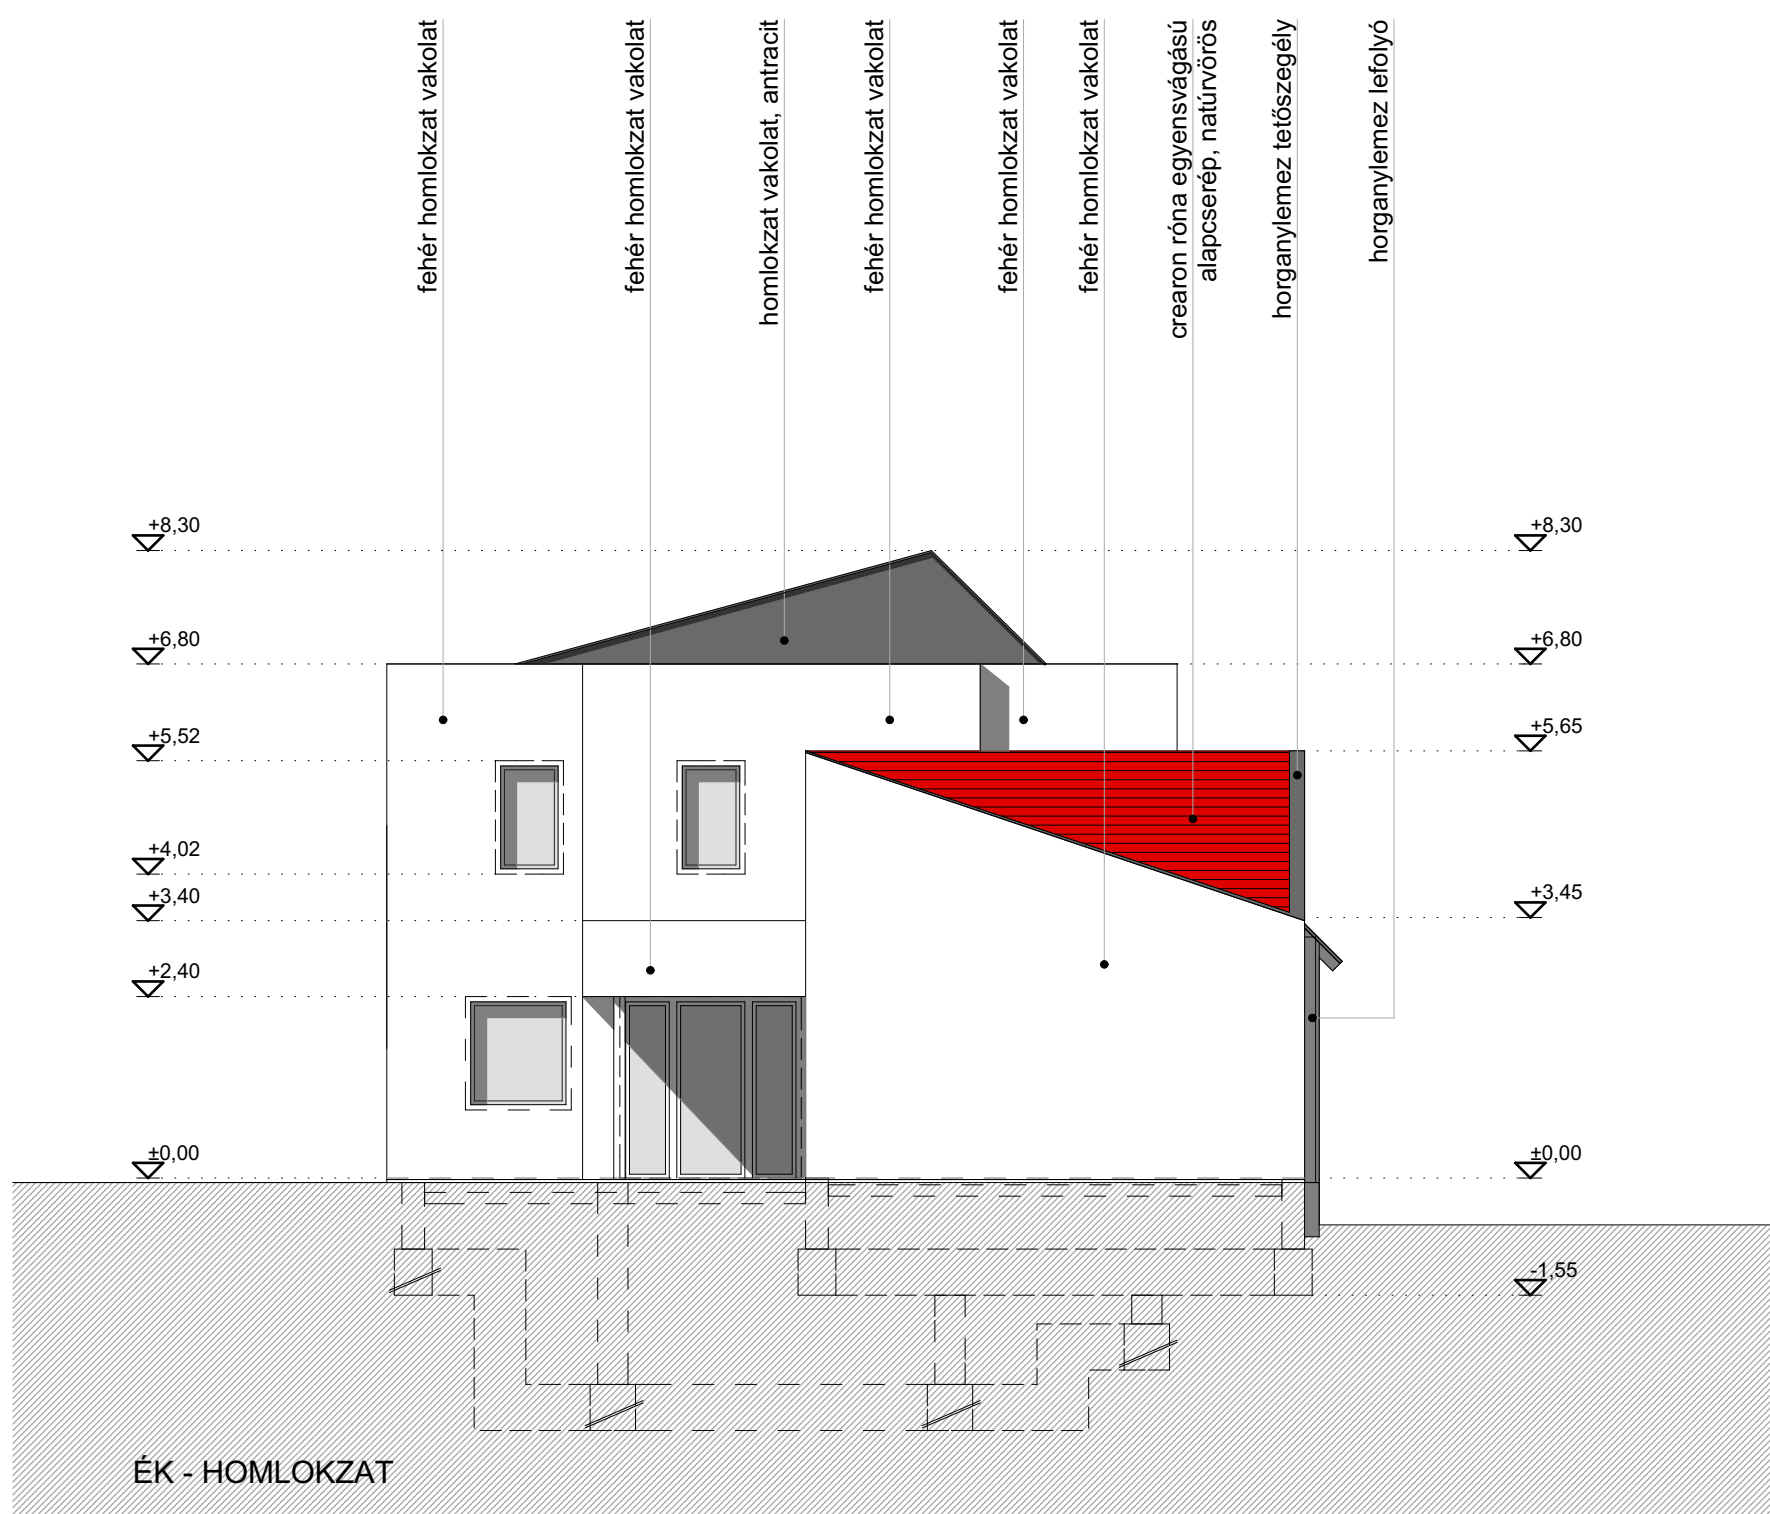 fehér homlokzat vakolat
fehér homlokzat vakolat
homlokzat vakolat, antracit
fehér homlokzat vakolat
fehér homlokzat vakolat
fehér homlokzat vakolat
crearon róna egyensvágású
alapcserép, natúrvörös
horganylemez tetőszegély
horganylemez lefolyó
+8,30
+6,80
+5,52
+4,02
+3,40
+2,40
±0,00
+8,30
+6,80
+5,65
+3,45
±0,00
-1,55
ÉK - HOMLOKZAT